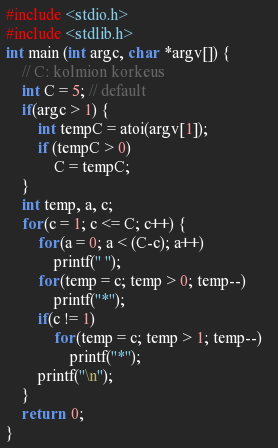 #include <stdio.h>
#include <stdlib.h>
int main (int argc, char *argv[]) {
// C: kolmion korkeus
int C = 5; // default
if(argc > 1) {
int tempC = atoi(argv[1]);
if (tempC > 0)
C = tempC;
}
int temp, a, c;
for(c = 1; c <= C; c++) {
for(a = 0; a < (C-c); a++)
printf(" ");
for(temp = c; temp > 0; temp--)
printf("*");
if(c != 1)
for(temp = c; temp > 1; temp--)
printf("*");
printf("\n");
}
return 0;
}